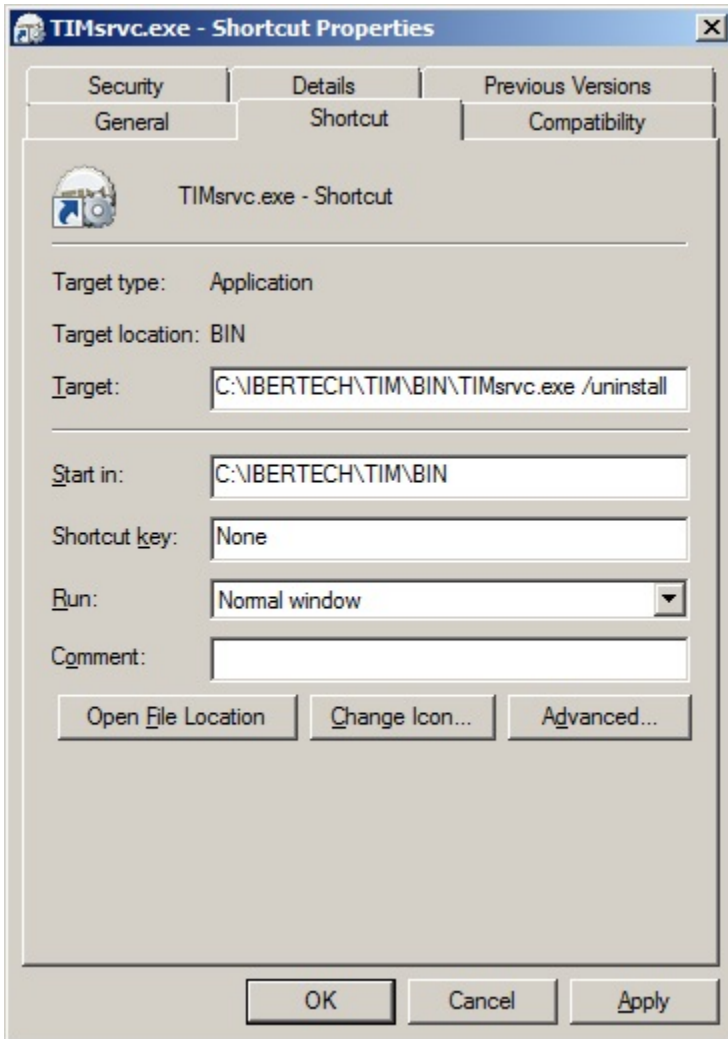 TIMsrvc.exe - Shortcut Properties
Security Details Previous Versions
General Shortcut Compatibility
TIMsrvc.exe - Shortcut
Target type: Application
Target location: BIN
Target: C:\IBERTECH\TIM\BIN\TIMsrvc.exe /uninstall
Start in: C:\IBERTECH\TIM\BIN
Shortcut key: None
Run: Normal window
Comment:
Open File Location Change Icon... Advanced...
OK Cancel Apply